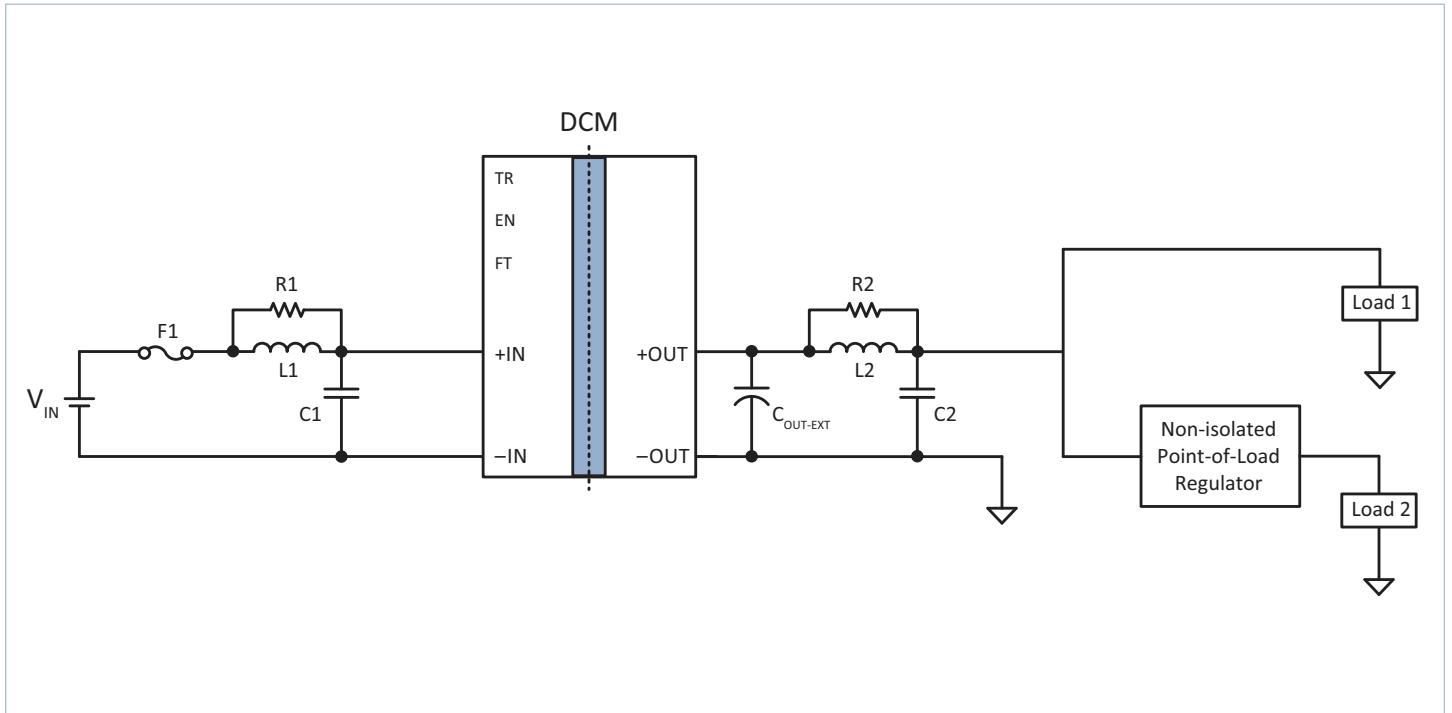 DCM
TR
EN
FT
R1
F1
L1
+IN
V_IN
C1
–IN
+OUT
R2
L2
C_OUT-EXT
C2
–OUT
Load 1
Non-isolated
Point-of-Load
Regulator
Load 2